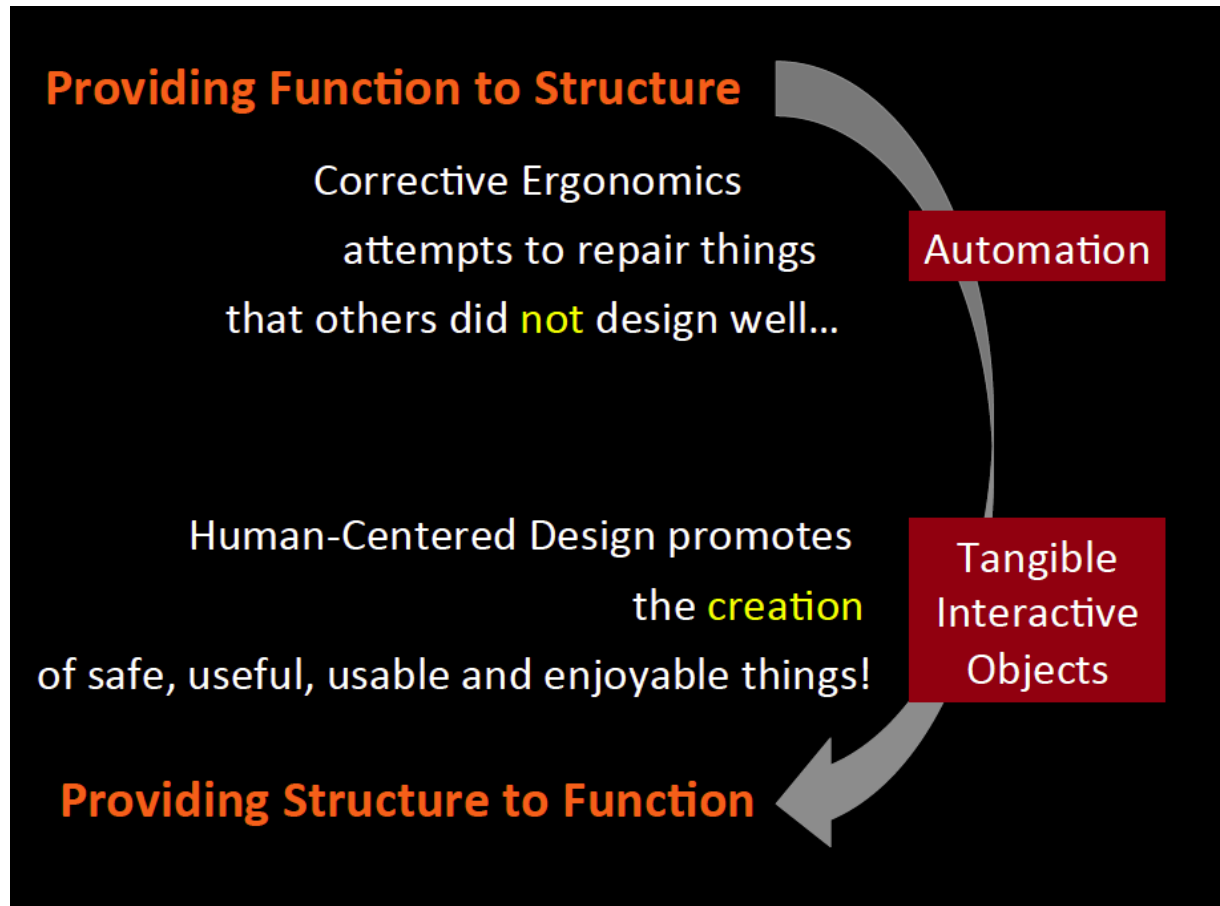 Providing Function to Structure
Corrective Ergonomics
attempts to repair things
that others did not design well...
Automation
Human-Centered Design promotes
the creation
of safe, useful, usable and enjoyable things!
Tangible
Interactive
Objects
Providing Structure to Function